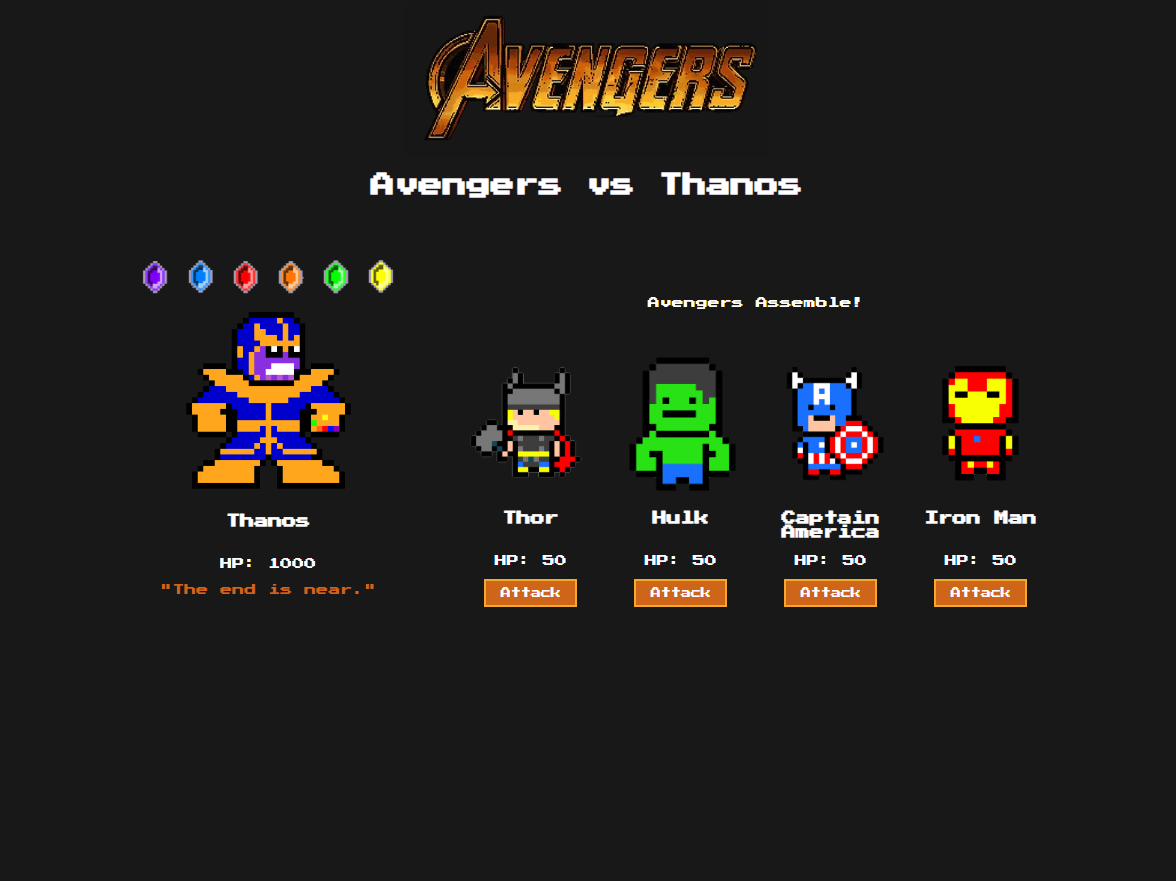 AVENGERS
Avengers vs Thanos
Avengers Assemble!
A
Thanos
HP: 1000
"The end is near."
Thor
HP: 50
Attack
Hulk
HP: 50
Attack
Captain
America
HP: 50
Attack
Iron Man
HP: 50
Attack